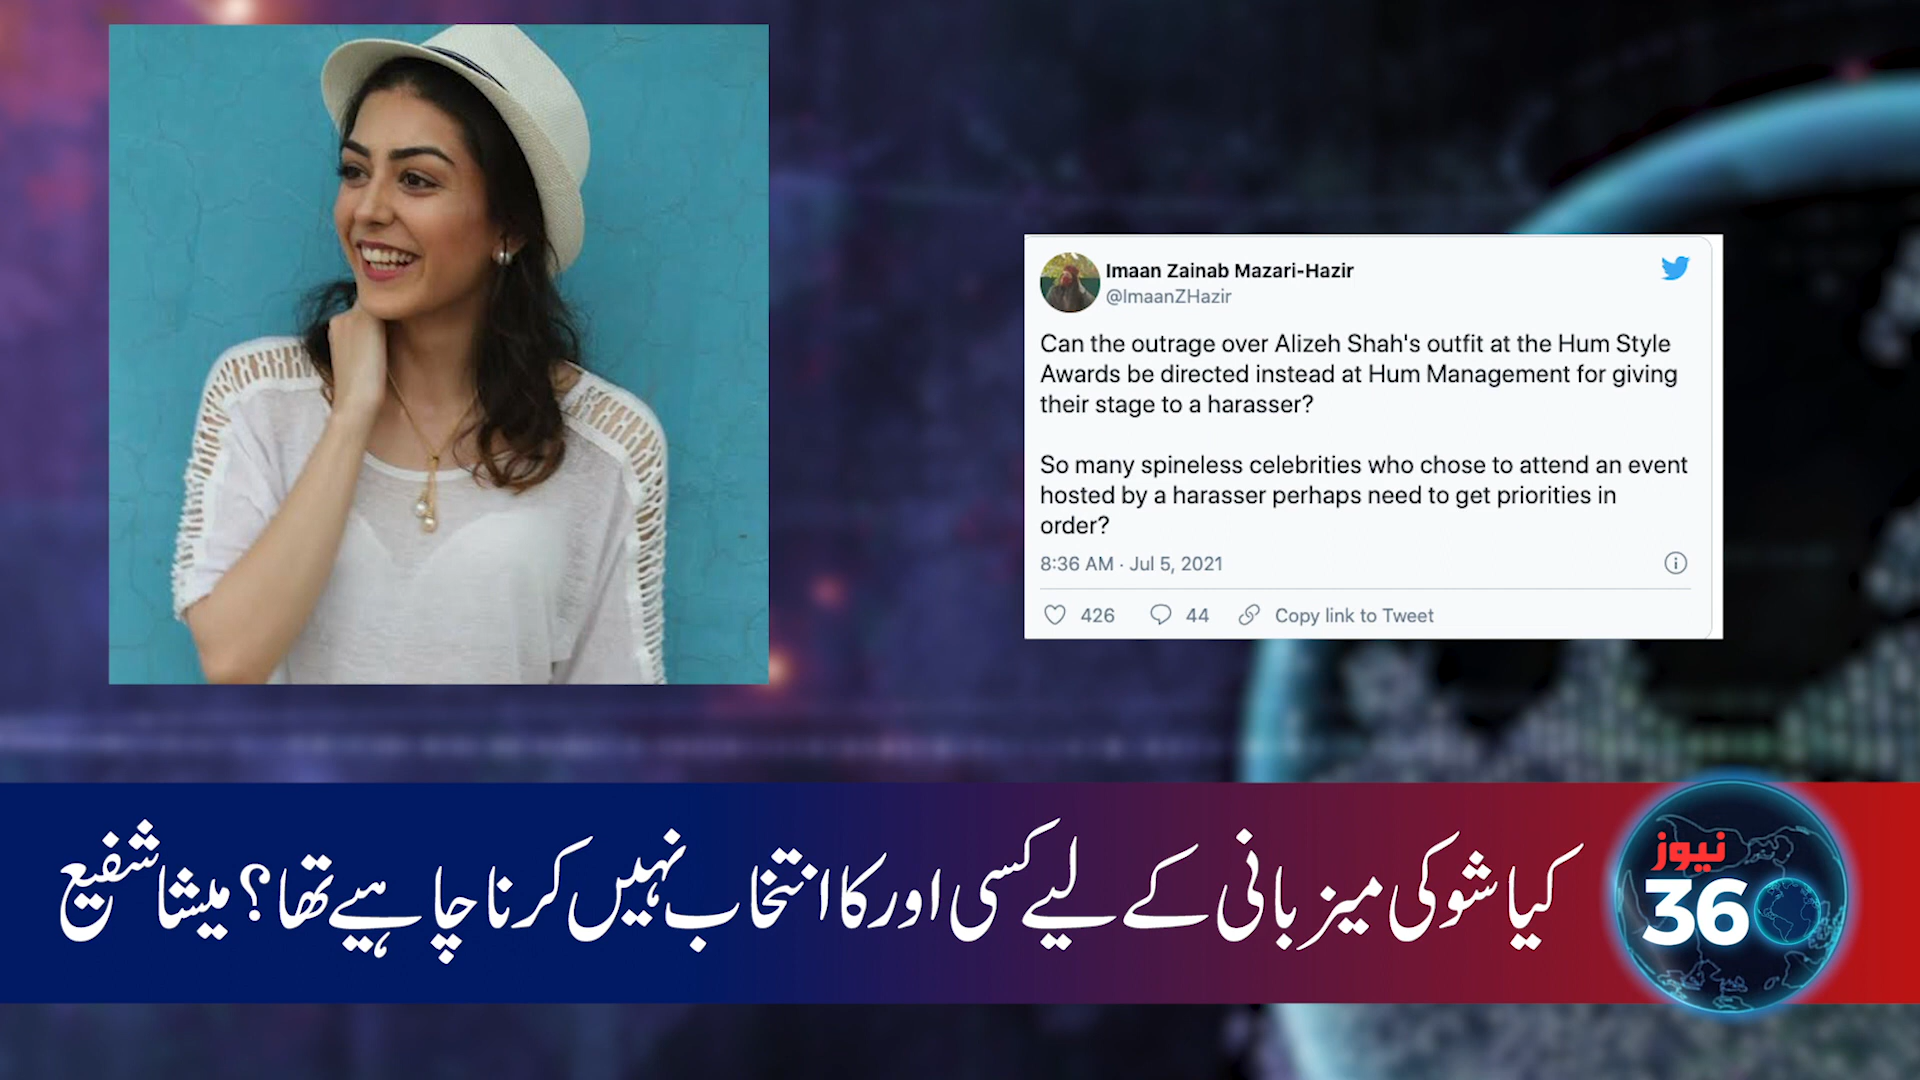 Imaan Zainab Mazari-Hazir
@ImaanZHazir
Can the outrage over Alizeh Shah's outfit at the Hum Style
Awards be directed instead at Hum Management for giving
their stage to a harasser?
So many spineless celebrities who chose to attend an event
hosted by a harasser perhaps need to get priorities in
order?
8:36 AM · Jul 5, 2021
426 44 Copy link to Tweet
کیا شو کی میزبانی کے لیے کسی اور کا انتخاب نہیں کرنا چاہیے تھا؟ میشا شفیع
نیوز
360